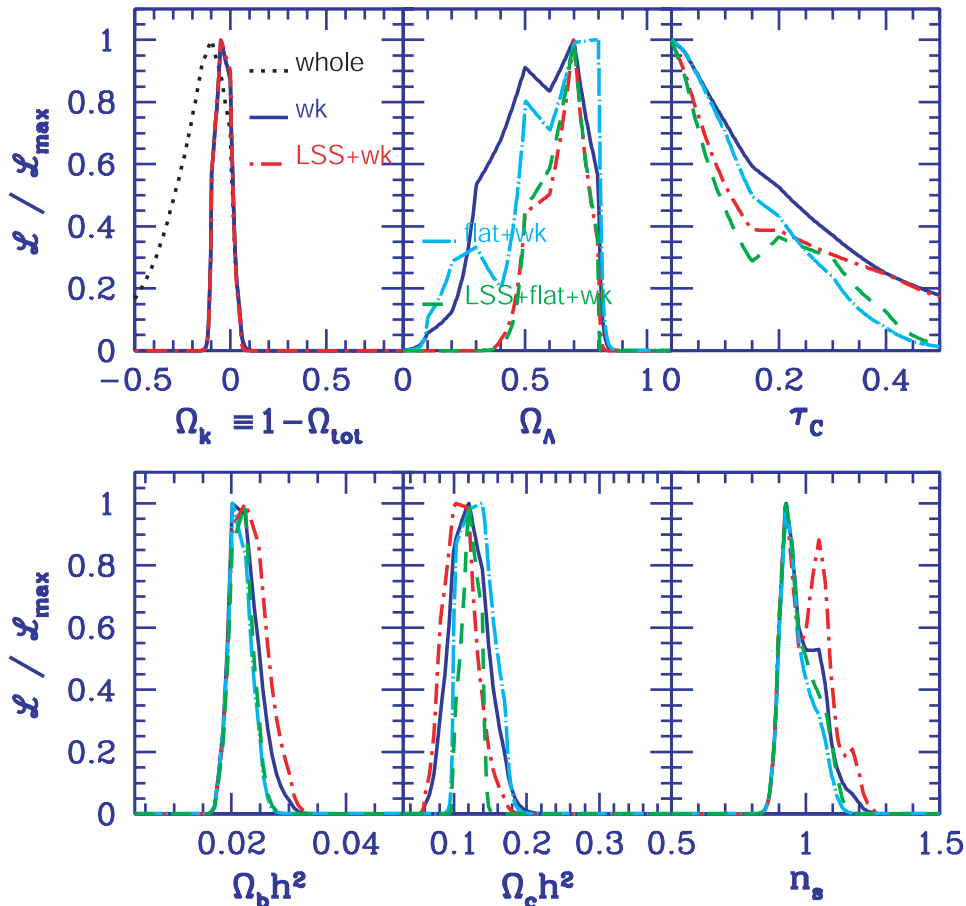 1
0.8
0.6
0.4
0.2
0
ℒ / ℒmax
whole
wk
LSS+wk
flat+wk
LSS+flat+wk
−0.5 0 0.5
0 0.5 1 0
0.2 0.4
Ωk ≡1−Ωtot
ΩΛ
τC
1
0.8
0.6
0.4
0.2
0
ℒ / ℒmax
0.02 0.04
0.1 0.2 0.3
0.5 1 1.5
Ωbh²
Ωch²
ns